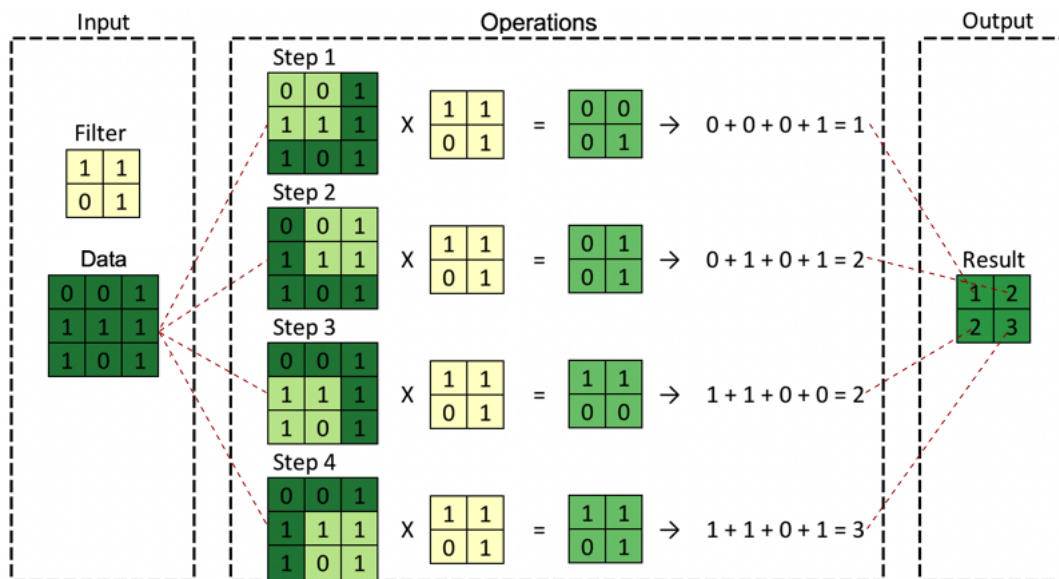 Input
Operations
Output
Filter
1 1
0 1
Data
0 0 1
1 1 1
1 0 1
Step 1
0 0 1
1 1 1
1 0 1
X
1 1
0 1
=
0 0
0 1
→ 0 + 0 + 0 + 1 = 1
Step 2
0 0 1
1 1 1
1 0 1
X
1 1
0 1
=
0 1
0 1
→ 0 + 1 + 0 + 1 = 2
Step 3
0 0 1
1 1 1
1 0 1
X
1 1
0 1
=
1 1
0 0
→ 1 + 1 + 0 + 0 = 2
Step 4
0 0 1
1 1 1
1 0 1
X
1 1
0 1
=
1 1
0 1
→ 1 + 1 + 0 + 1 = 3
Result
1 2
2 3